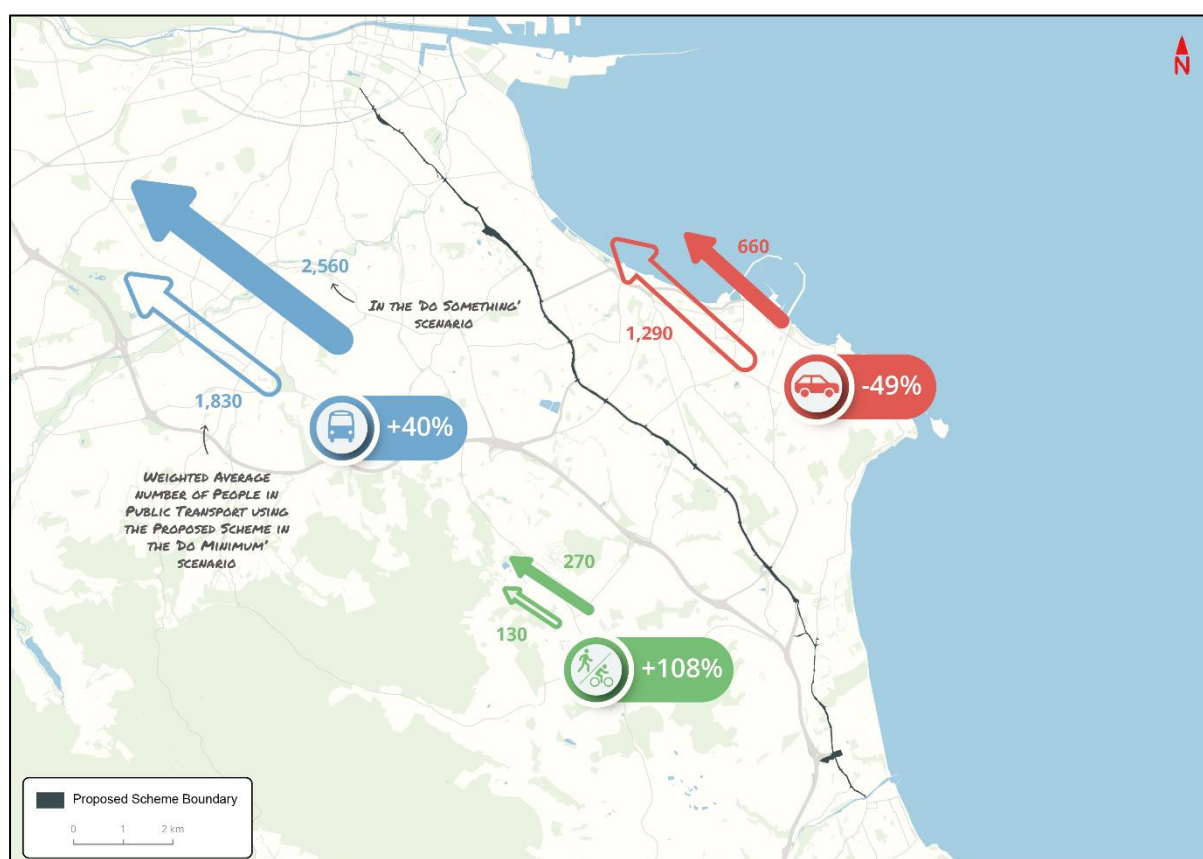 N
660
2,560
In the 'Do Something'
scenario
1,290
-49%
1,830
+40%
Weighted Average
number of People in
Public Transport using
the Proposed Scheme in
the 'Do Minimum'
scenario
270
130
+108%
Proposed Scheme Boundary
0 1 2 km